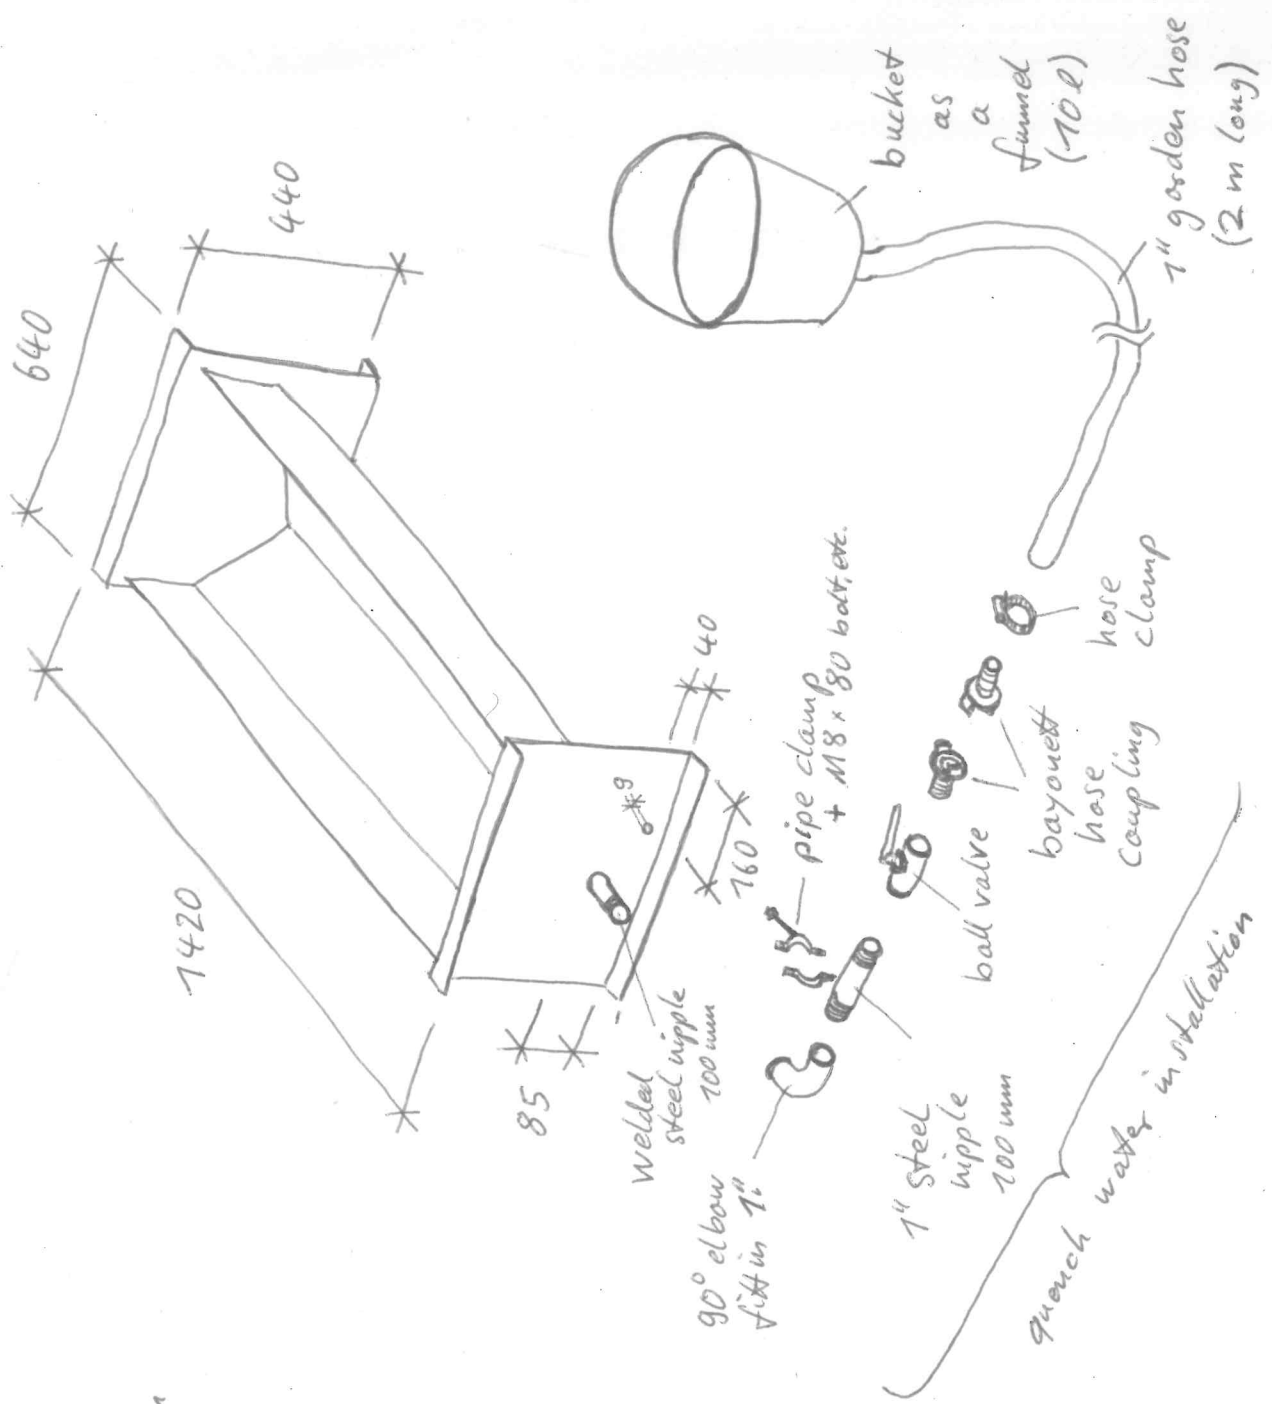 640
440
1420
bucket
as
a
funnel
(10 l)
1" garden hose
(2 m long)
40
9
160
85
welded
steel nipple
100 mm
pipe clamp
+ M8 x 80 bolt, etc.
90° elbow
fittin 1"
1" steel
nipple
100 mm
ball valve
bayonett
hose
coupling
hose
clamp
quench water installation